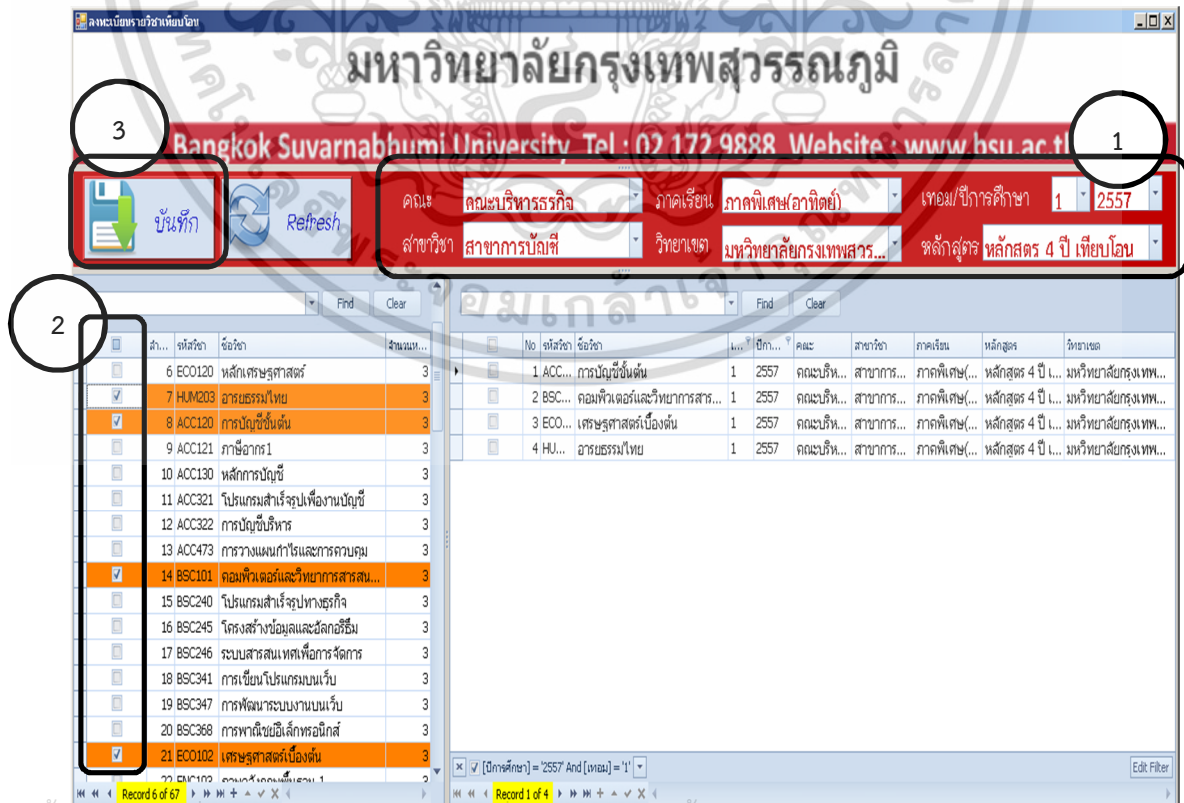 ลงทะเบียนรายวิชาเทียบโอน
มหาวิทยาลัยกรุงเทพสุวรรณภูมิ
Bangkok Suvarnabhumi University Tel : 02 172 9888 Website : www.bsu.ac.t
3
1
บันทึก Refresh
คณะ คณะบริหารธุรกิจ ภาคเรียน ภาคพิเศษ(อาทิตย์) เทอม/ปีการศึกษา 1 2557
สาขาวิชา สาขาการบัญชี วิทยาเขต มหวิทยาลัยกรุงเทพสุวร... หลักสูตร หลักสูตร 4 ปี เทียบโอน
2
Find Clear
ลำ... รหัสวิชา ชื่อวิชา จำนวนห...
6 ECO120 หลักเศรษฐศาสตร์ 3
7 HUM203 อารยธรรมไทย 3
8 ACC120 การบัญชีขั้นต้น 3
9 ACC121 ภาษีอากร1 3
10 ACC130 หลักการบัญชี 3
11 ACC321 โปรแกรมสำเร็จรูปเพื่องานบัญชี 3
12 ACC322 การบัญชีบริหาร 3
13 ACC473 การวางแผนกำไรและการควบคุม 3
14 BSC101 คอมพิวเตอร์และวิทยาการสารสน... 3
15 BSC240 โปรแกรมสำเร็จรูปทางธุรกิจ 3
16 BSC245 โครงสร้างข้อมูลและอัลกอริธึม 3
17 BSC246 ระบบสารสนเทศเพื่อการจัดการ 3
18 BSC341 การเขียนโปรแกรมบนเว็บ 3
19 BSC347 การพัฒนาระบบงานบนเว็บ 3
20 BSC368 การพาณิชย์อิเล็กทรอนิกส์ 3
21 ECO102 เศรษฐศาสตร์เบื้องต้น 3
22 ENC103 ภาษาอังกฤษพื้นฐาน 1 3
Record 6 of 67
Find Clear
No รหัสวิชา ชื่อวิชา เ... ปีกา... คณะ สาขาวิชา ภาคเรียน หลักสูตร วิทยาเขต
1 ACC... การบัญชีขั้นต้น 1 2557 คณะบริห... สาขาการ... ภาคพิเศษ(... หลักสูตร 4 ปี เ... มหวิทยาลัยกรุงเทพ...
2 BSC... คอมพิวเตอร์และวิทยาการสาร... 1 2557 คณะบริห... สาขาการ... ภาคพิเศษ(... หลักสูตร 4 ปี เ... มหวิทยาลัยกรุงเทพ...
3 ECO... เศรษฐศาสตร์เบื้องต้น 1 2557 คณะบริห... สาขาการ... ภาคพิเศษ(... หลักสูตร 4 ปี เ... มหวิทยาลัยกรุงเทพ...
4 HU... อารยธรรมไทย 1 2557 คณะบริห... สาขาการ... ภาคพิเศษ(... หลักสูตร 4 ปี เ... มหวิทยาลัยกรุงเทพ...
[ปีการศึกษา] = '2557' And [เทอม] = '1' Edit Filter
Record 1 of 4